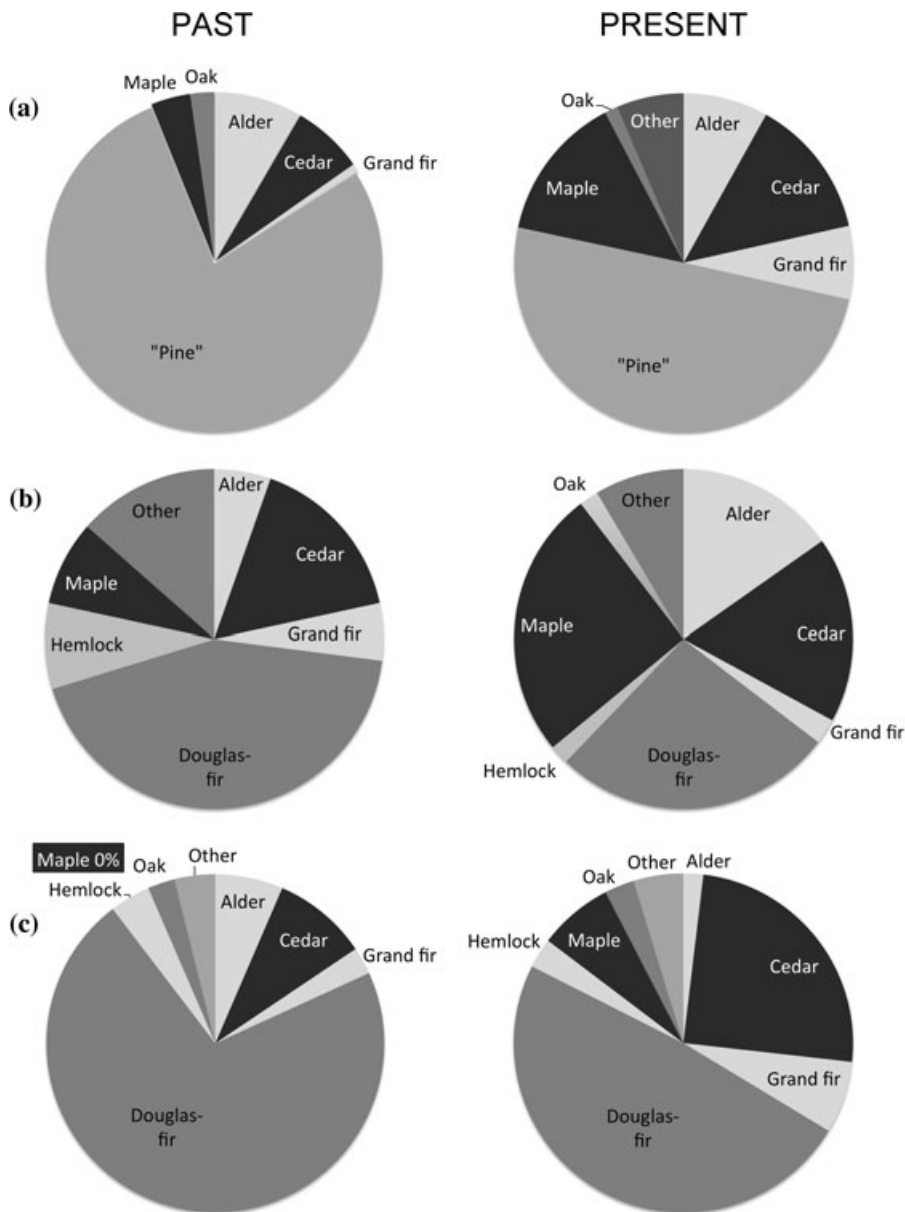 PAST
PRESENT
(a)
Maple
Oak
Alder
Cedar
Grand fir
"Pine"
Oak
Other
Alder
Maple
Cedar
Grand fir
"Pine"
(b)
Other
Alder
Cedar
Maple
Grand fir
Hemlock
Douglas-
fir
Oak
Other
Alder
Maple
Cedar
Grand fir
Hemlock
Douglas-
fir
(c)
Maple 0%
Oak
Other
Hemlock
Alder
Cedar
Grand fir
Douglas-
fir
Oak
Other
Alder
Hemlock
Maple
Cedar
Grand fir
Douglas-
fir